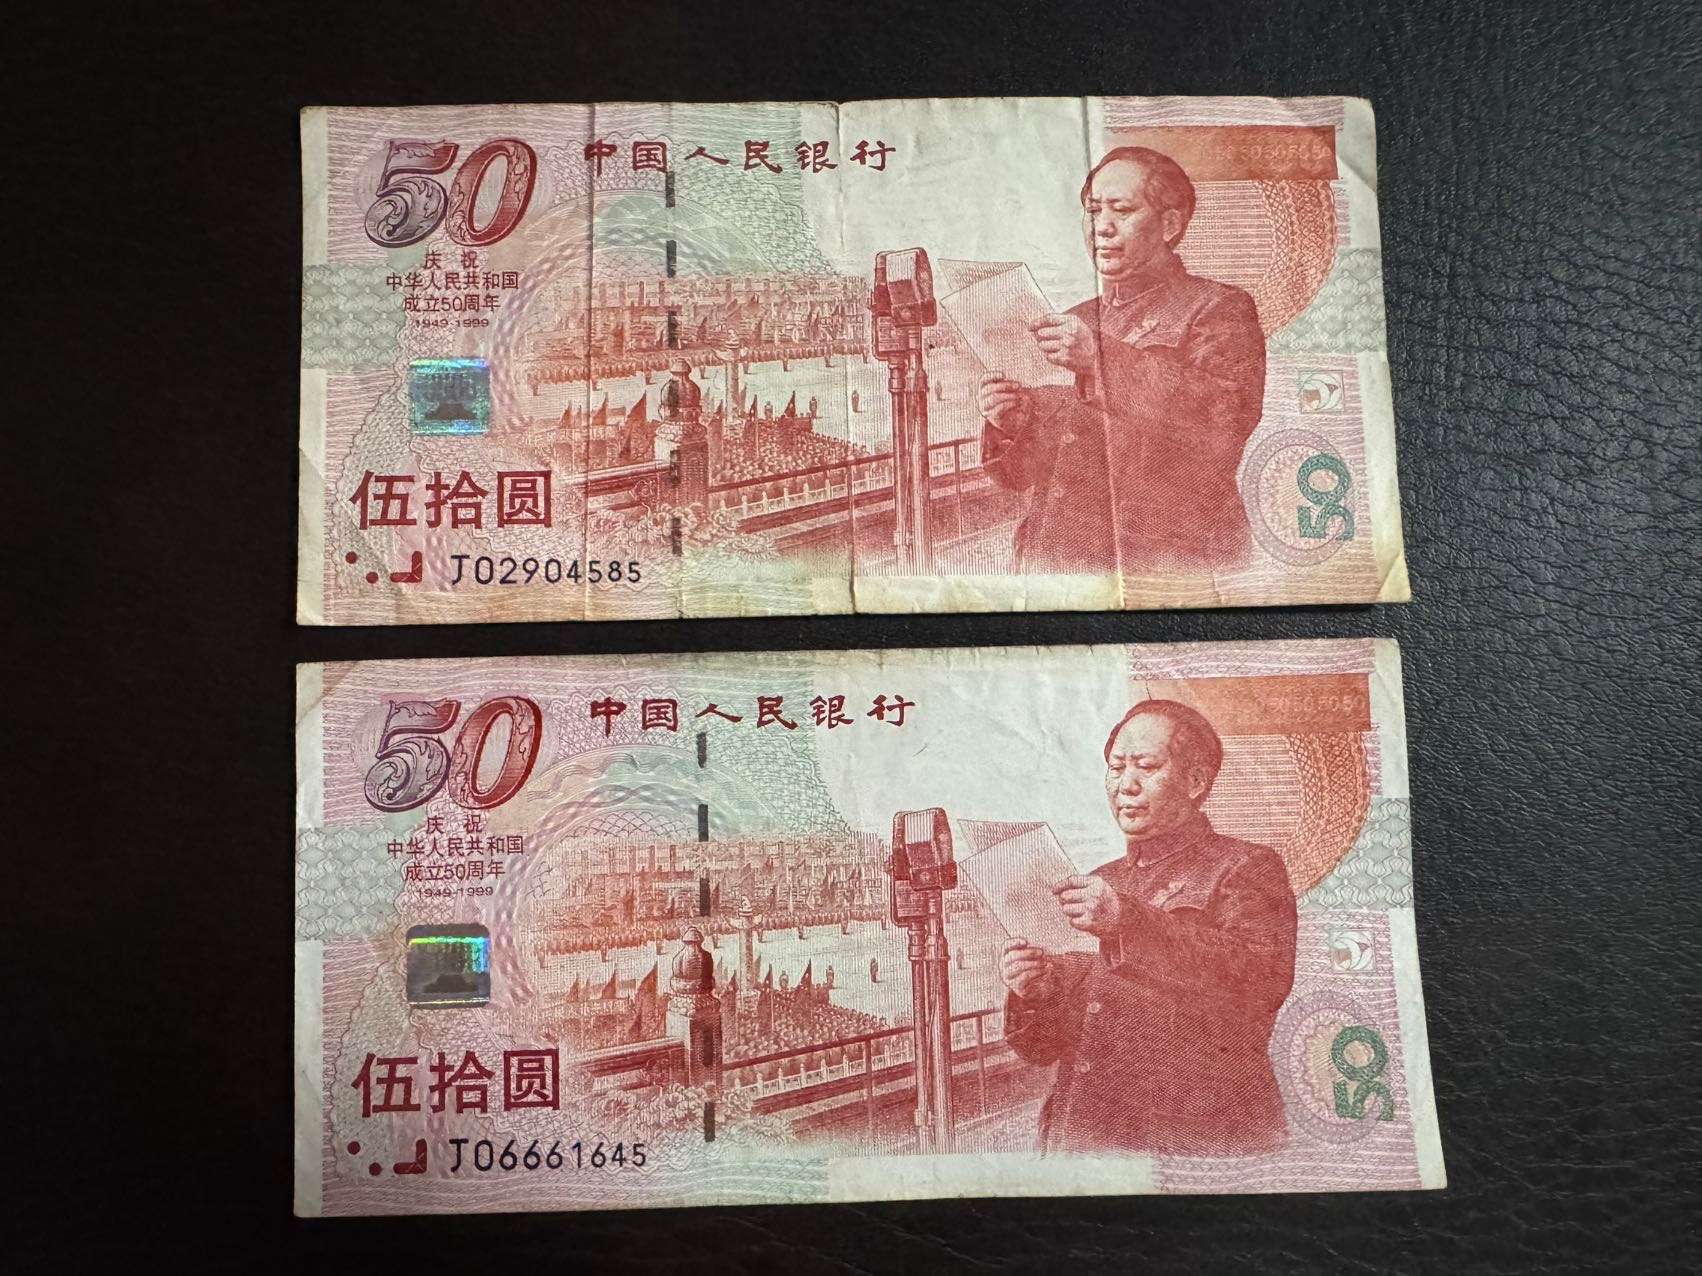 50
中国人民银行
庆 祝
中华人民共和国
成立50周年
1949-1999
伍拾圆
50
J02904585
50
中国人民银行
庆 祝
中华人民共和国
成立50周年
1949-1999
伍拾圆
50
J06661645